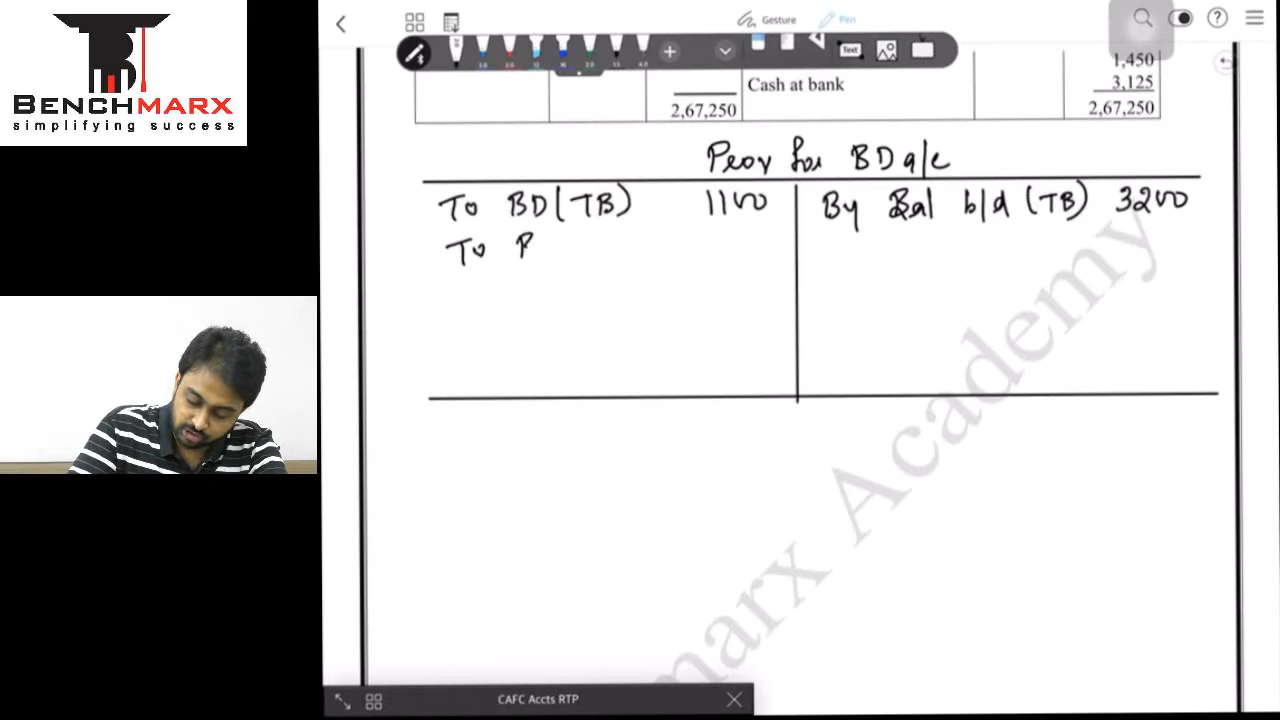 BENCHMARX
simplifying success
Gesture
Pen
Text
1,450
Cash at bank 3,125
2,67,250 2,67,250
Prov for BD a/c
To BD (TB) 1100 By Bal b/d (TB) 3200
To
marx Academy
CAFC Accts RTP